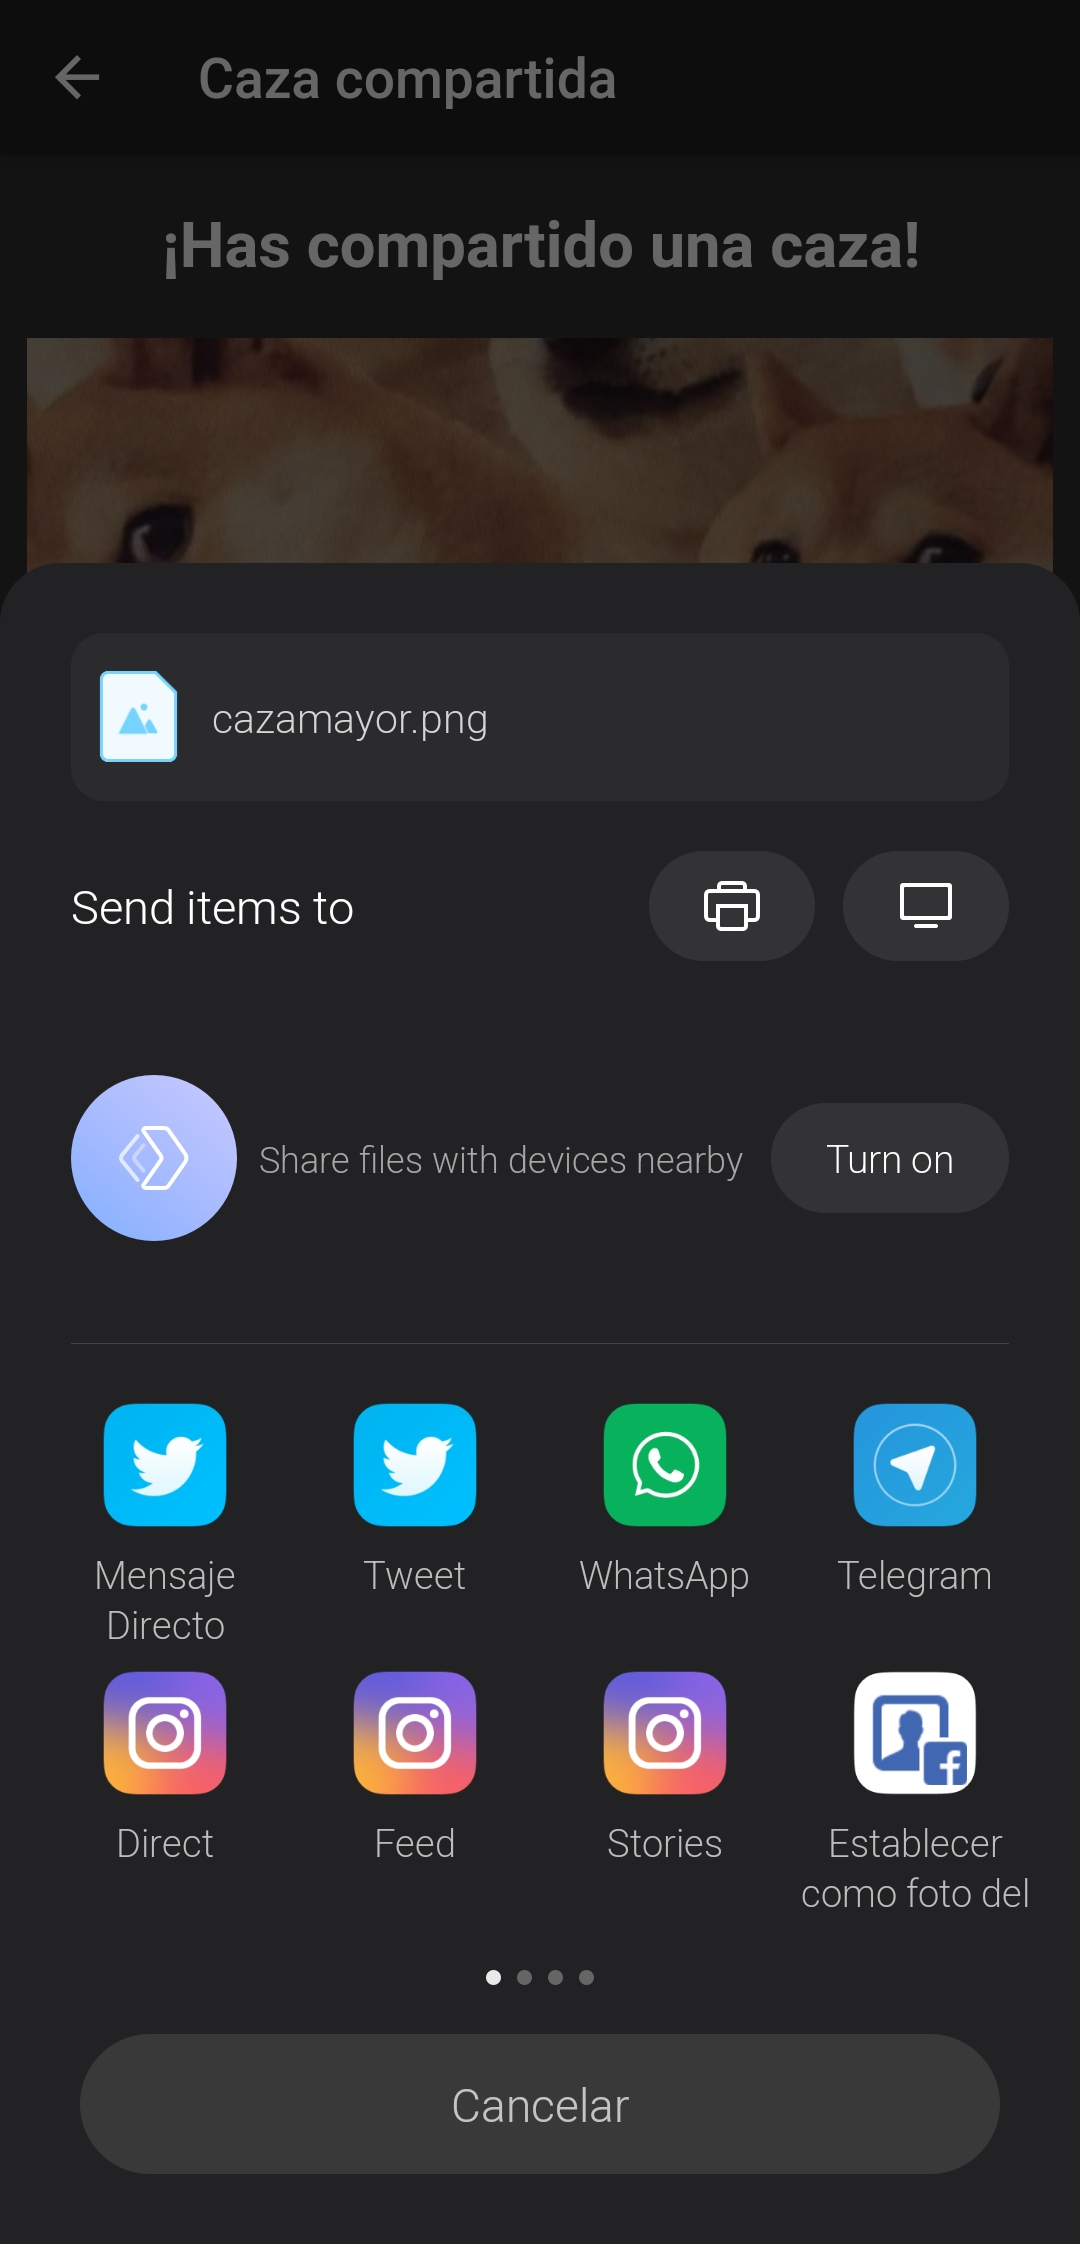 Caza compartida
¡Has compartido una caza!
cazamayor.png
Send items to
Share files with devices nearby
Turn on
Mensaje
Directo
Tweet
WhatsApp
Telegram
Direct
Feed
Stories
Establecer
como foto del
Cancelar